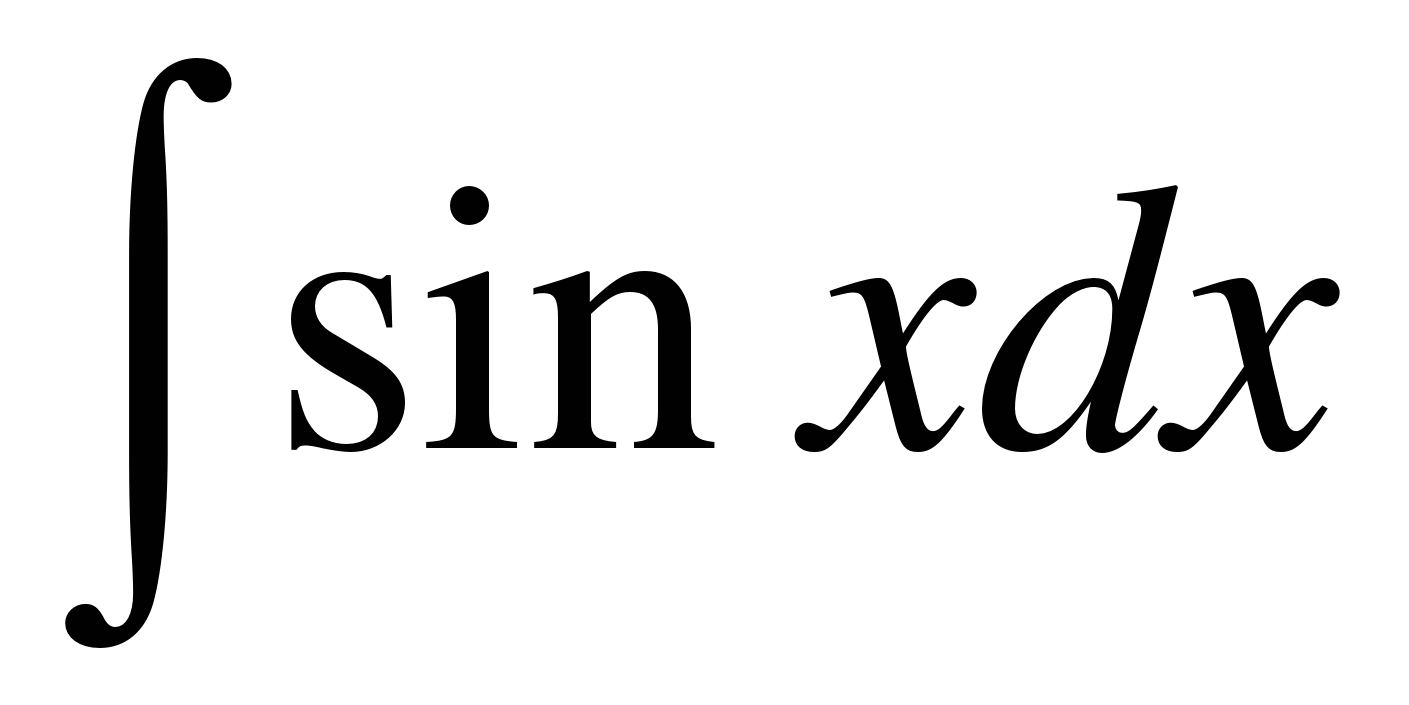 ∫ sin xdx